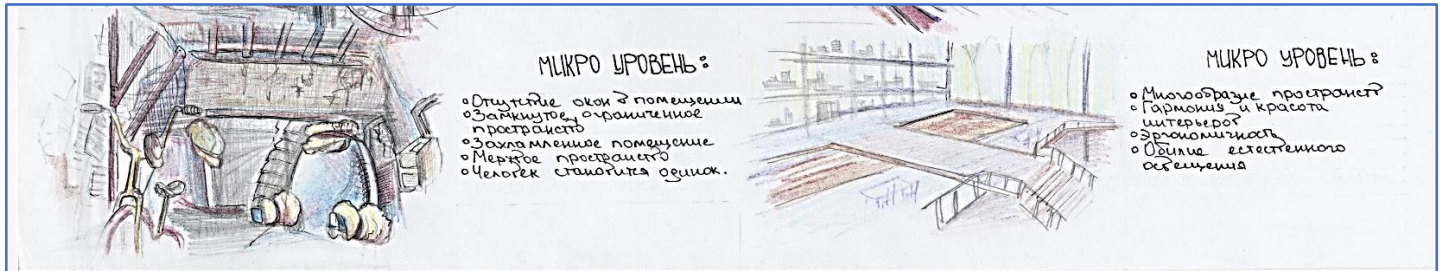 МИКРО УРОВЕНЬ:
◦Отсутствие окон в помещении
◦Замкнутое, ограниченное
пространство
◦Захламленное помещение
◦Мертвое пространство
◦Человек становится одинок.
МИКРО УРОВЕНЬ:
◦Многообразие пространств
◦Гармония и красота
интерьеров
◦Эргономичность
◦Обилие естественного
освещения